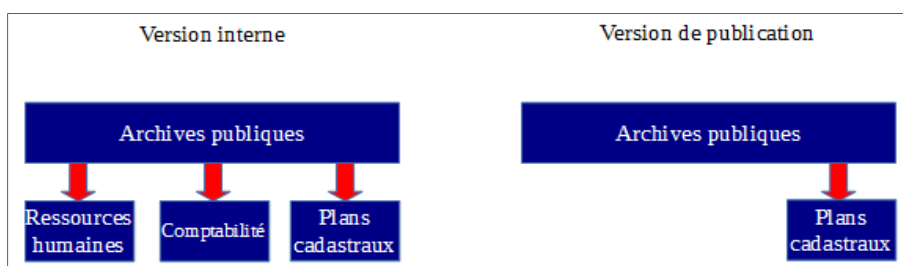 Version interne
Version de publication
Archives publiques
Archives publiques
Ressources
humaines
Comptabilité
Plans
cadastraux
Plans
cadastraux